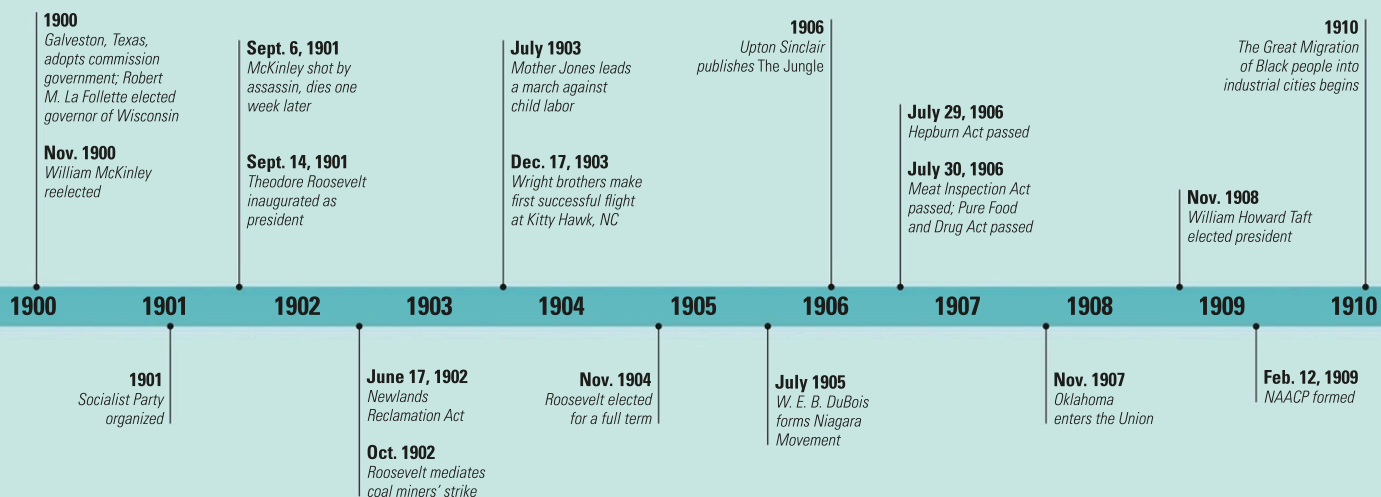 1900
Galveston, Texas,
adopts commission
government; Robert
M. La Follette elected
governor of Wisconsin
Nov. 1900
William McKinley
reelected
Sept. 6, 1901
McKinley shot by
assassin, dies one
week later
Sept. 14, 1901
Theodore Roosevelt
inaugurated as
president
July 1903
Mother Jones leads
a march against
child labor
Dec. 17, 1903
Wright brothers make
first successful flight
at Kitty Hawk, NC
1906
Upton Sinclair
publishes The Jungle
July 29, 1906
Hepburn Act passed
July 30, 1906
Meat Inspection Act
passed; Pure Food
and Drug Act passed
Nov. 1908
William Howard Taft
elected president
1910
The Great Migration
of Black people into
industrial cities begins
1900 1901 1902 1903 1904 1905 1906 1907 1908 1909 1910
1901
Socialist Party
organized
June 17, 1902
Newlands
Reclamation Act
Oct. 1902
Roosevelt mediates
coal miners' strike
Nov. 1904
Roosevelt elected
for a full term
July 1905
W. E. B. DuBois
forms Niagara
Movement
Nov. 1907
Oklahoma
enters the Union
Feb. 12, 1909
NAACP formed